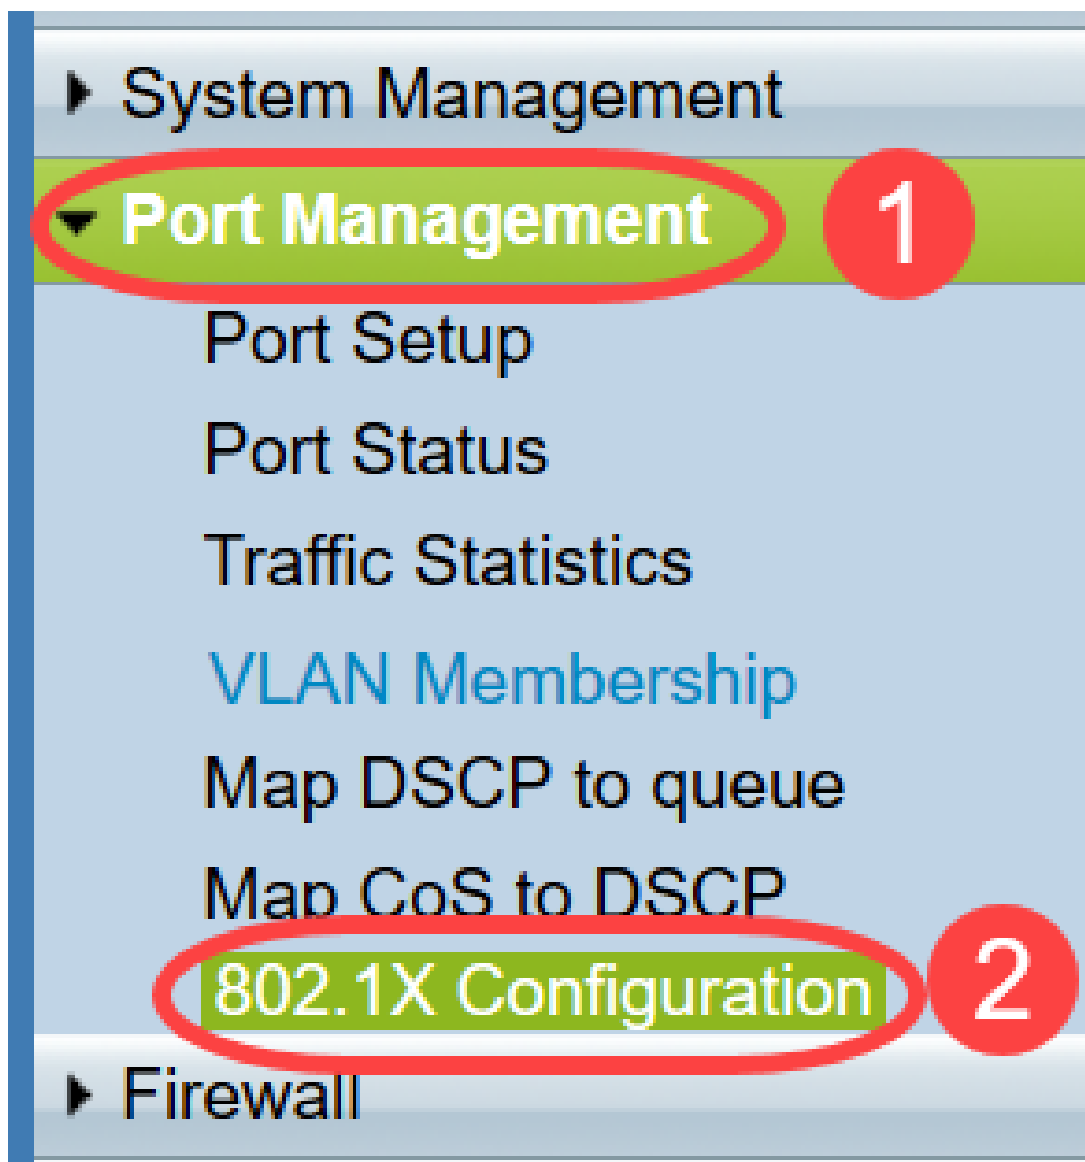 System Management
Port Management
1
Port Setup
Port Status
Traffic Statistics
VLAN Membership
Map DSCP to queue
Map CoS to DSCP
802.1X Configuration
2
Firewall